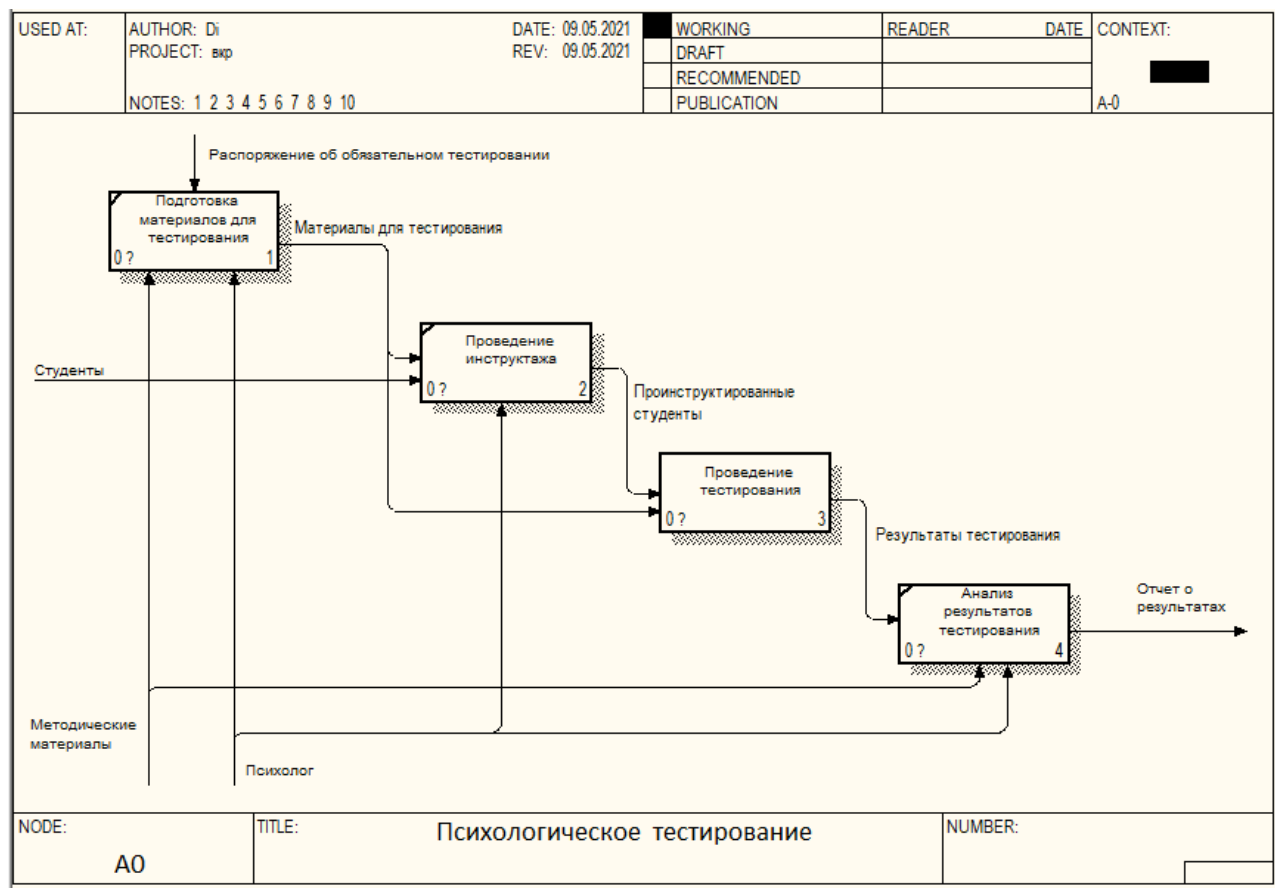 USED AT:
AUTHOR: Di
DATE: 09.05.2021
PROJECT: вкр
REV: 09.05.2021
NOTES: 1 2 3 4 5 6 7 8 9 10
WORKING
DRAFT
RECOMMENDED
PUBLICATION
READER
DATE
CONTEXT:
A-0
Распоряжение об обязательном тестировании
Подготовка
материалов для
тестирования
0 ?
1
Материалы для тестирования
Проведение
инструктажа
0 ?
2
Студенты
Проинструктированные
студенты
Проведение
тестирования
0 ?
3
Результаты тестирования
Анализ
результатов
тестирования
0 ?
4
Отчет о
результатах
Методические
материалы
Психолог
NODE:
A0
TITLE:
Психологическое тестирование
NUMBER: